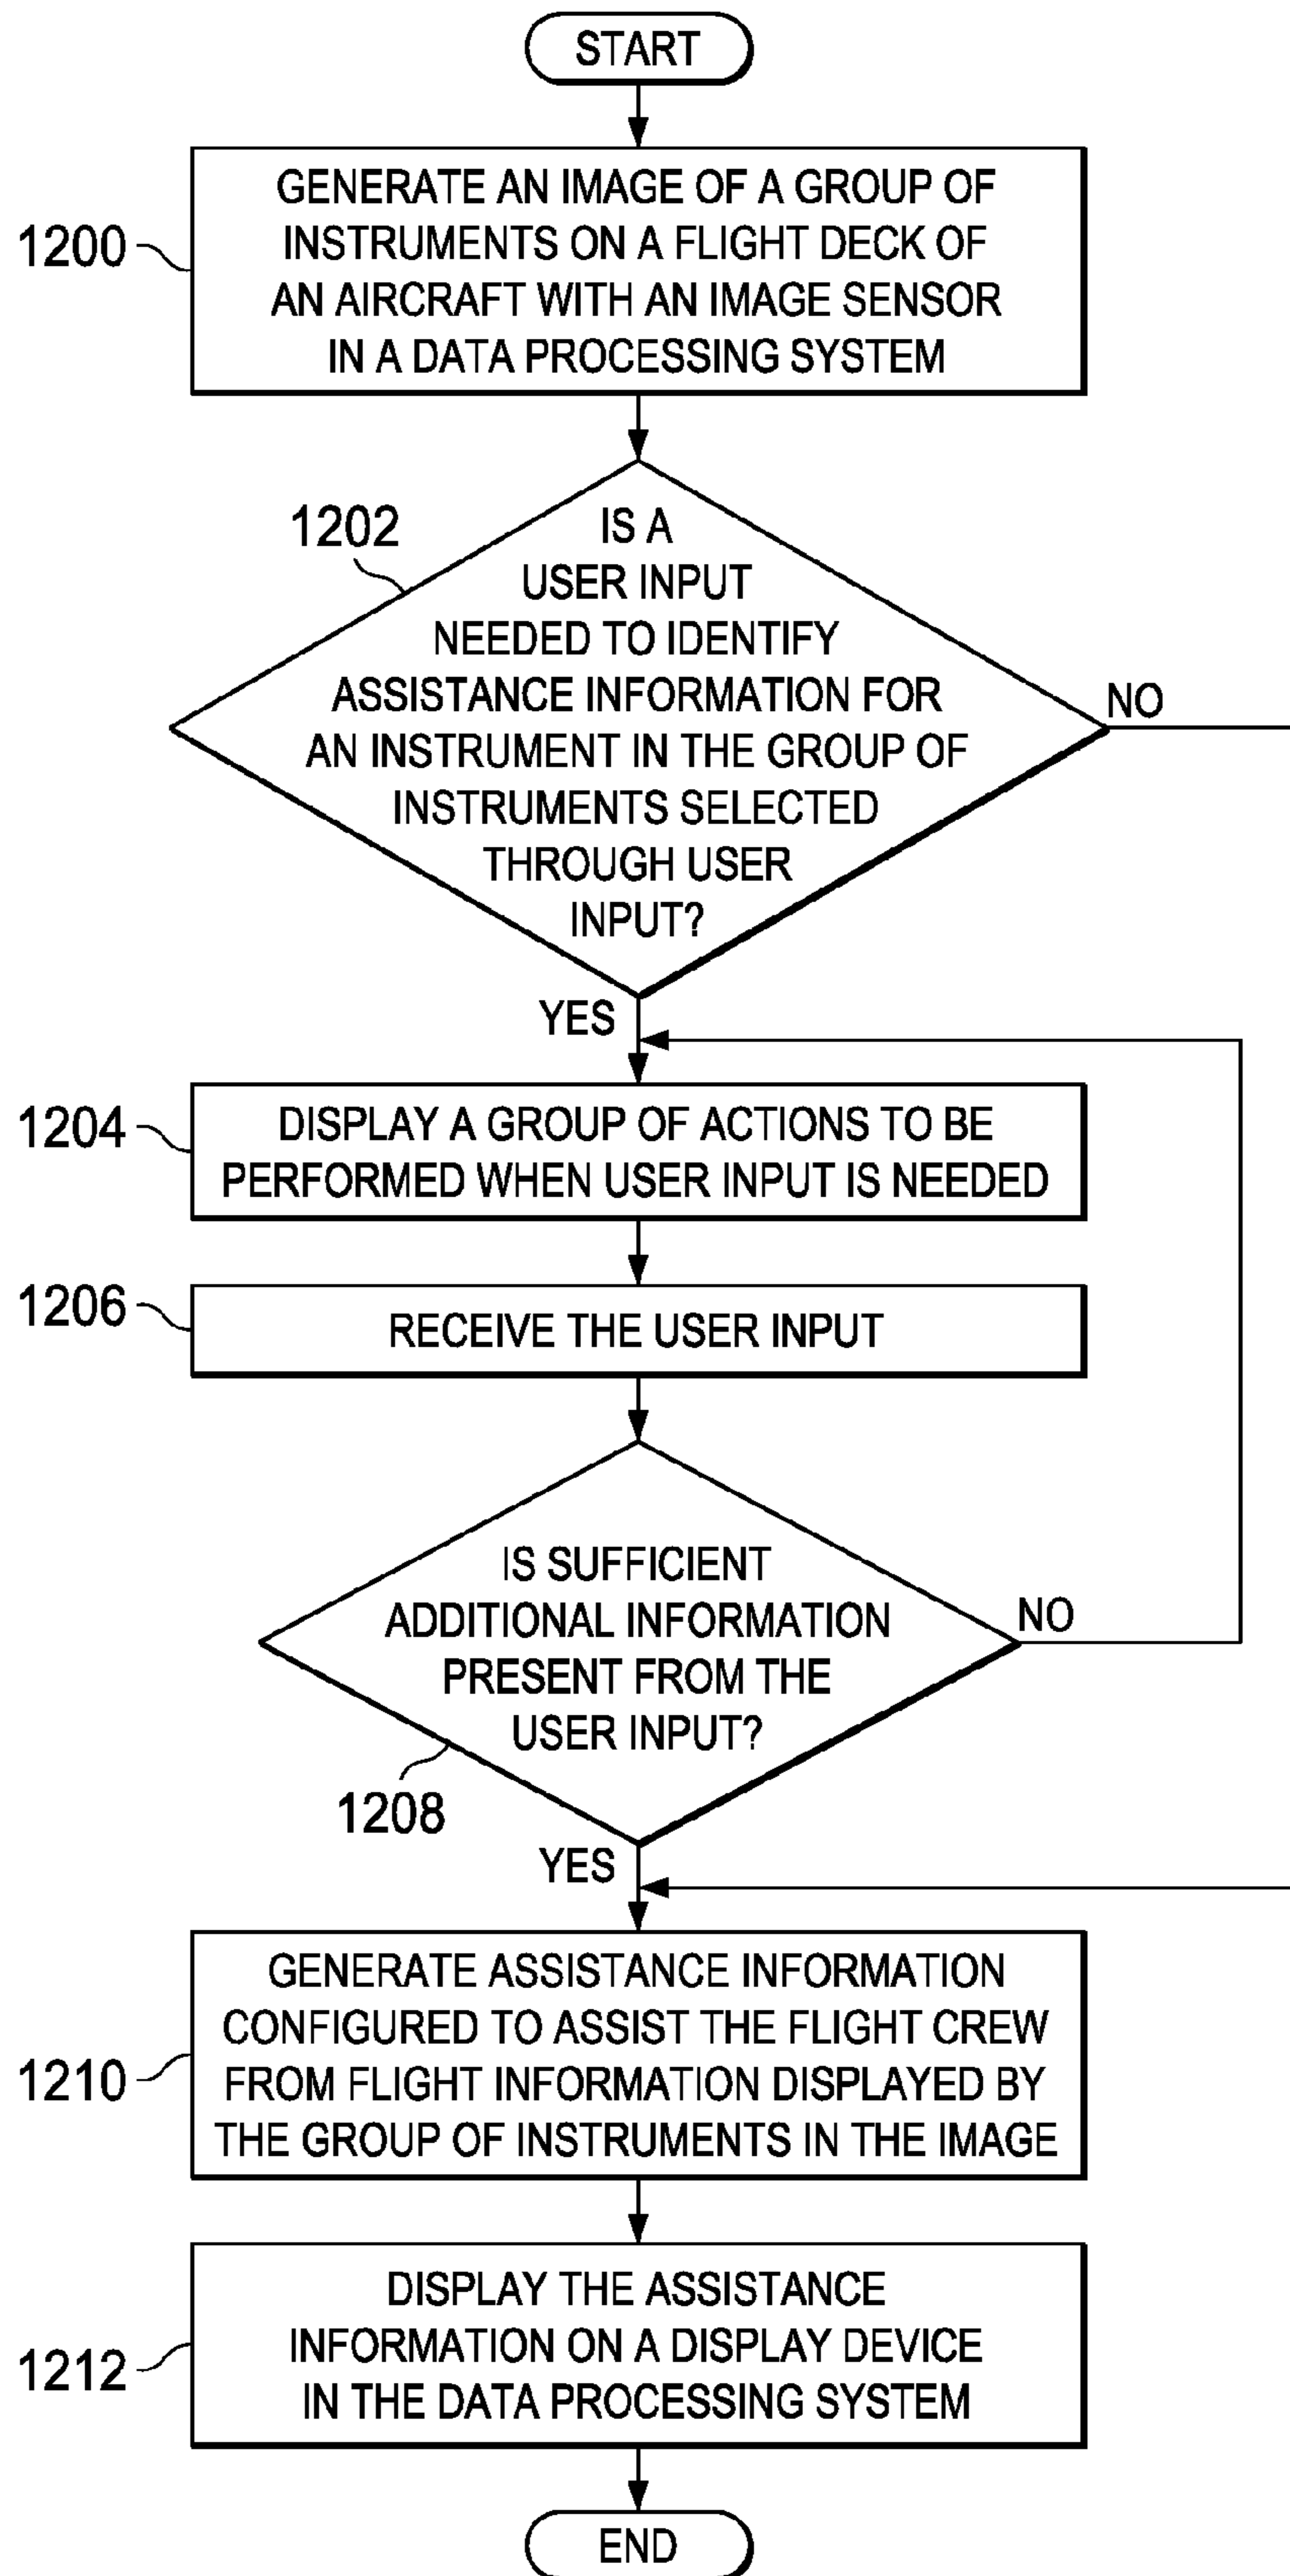 START
1200
GENERATE AN IMAGE OF A GROUP OF
INSTRUMENTS ON A FLIGHT DECK OF
AN AIRCRAFT WITH AN IMAGE SENSOR
IN A DATA PROCESSING SYSTEM
1202
IS A
USER INPUT
NEEDED TO IDENTIFY
ASSISTANCE INFORMATION FOR
AN INSTRUMENT IN THE GROUP OF
INSTRUMENTS SELECTED
THROUGH USER
INPUT?
NO
YES
1204
DISPLAY A GROUP OF ACTIONS TO BE
PERFORMED WHEN USER INPUT IS NEEDED
1206
RECEIVE THE USER INPUT
IS SUFFICIENT
ADDITIONAL INFORMATION
PRESENT FROM THE
USER INPUT?
NO
1208
YES
1210
GENERATE ASSISTANCE INFORMATION
CONFIGURED TO ASSIST THE FLIGHT CREW
FROM FLIGHT INFORMATION DISPLAYED BY
THE GROUP OF INSTRUMENTS IN THE IMAGE
1212
DISPLAY THE ASSISTANCE
INFORMATION ON A DISPLAY DEVICE
IN THE DATA PROCESSING SYSTEM
END